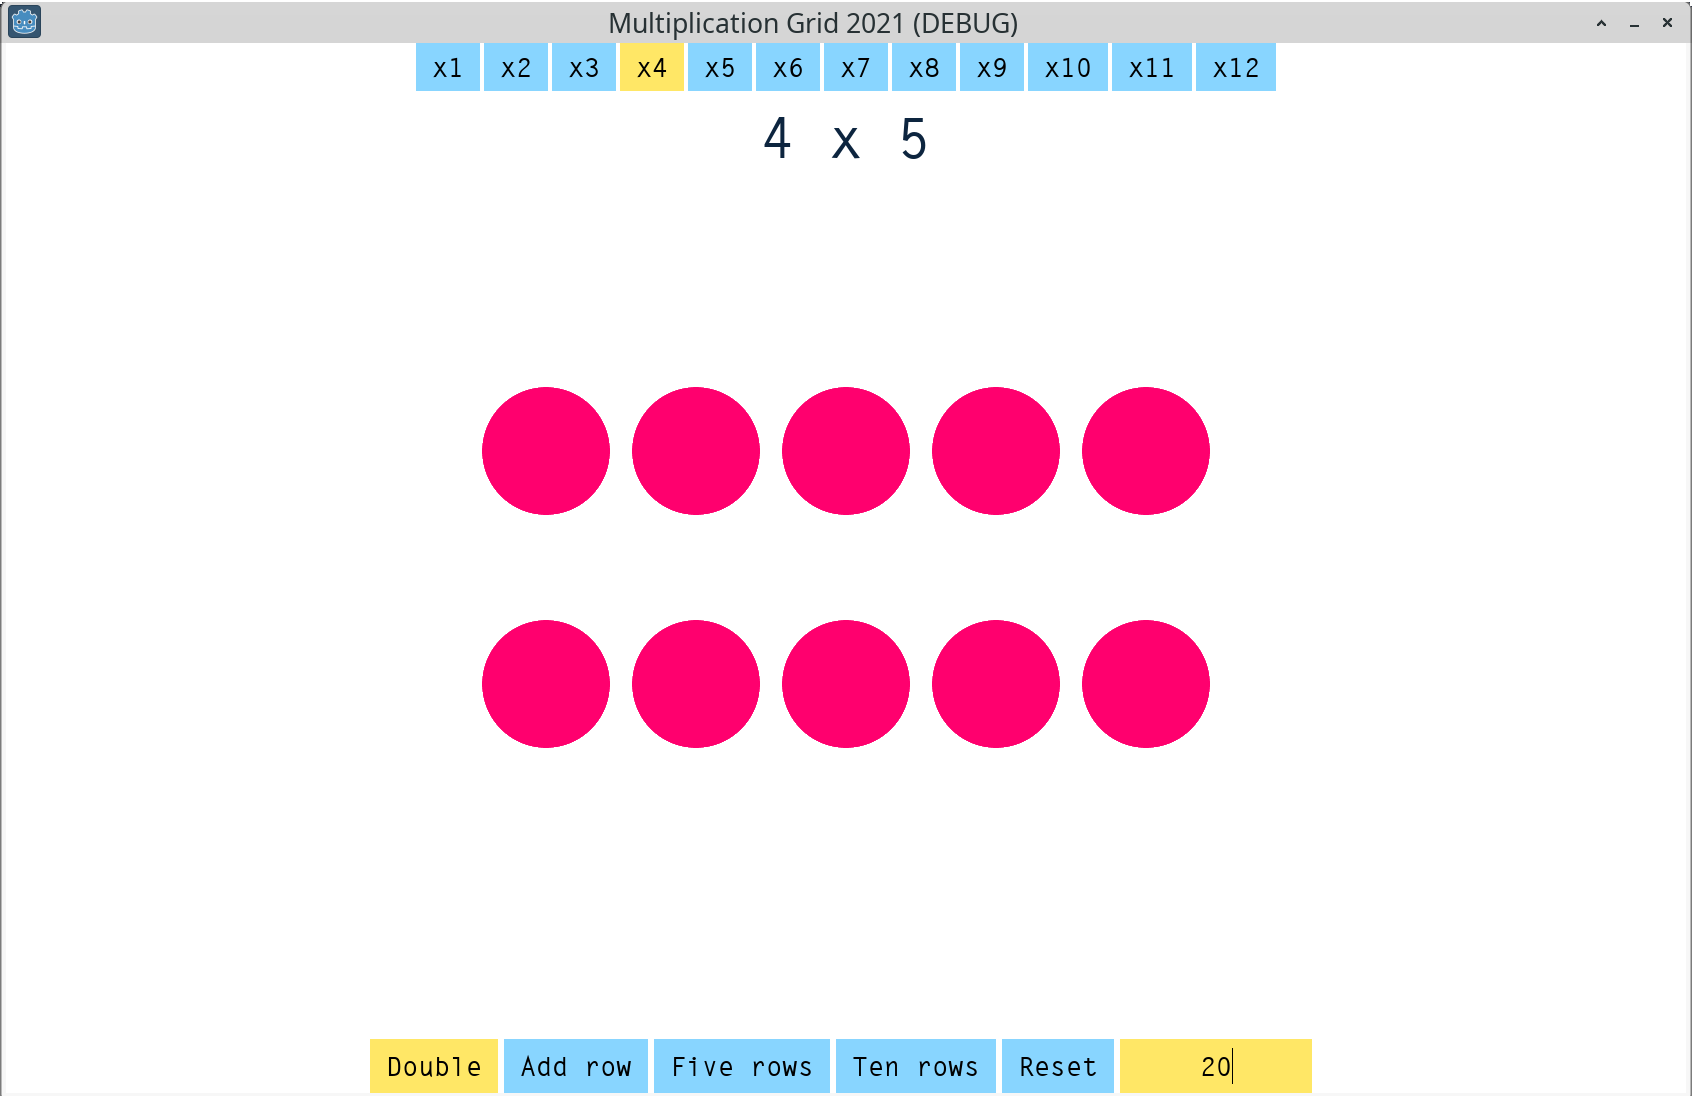 Multiplication Grid 2021 (DEBUG)
x1 x2 x3 x4 x5 x6 x7 x8 x9 x10 x11 x12
4 x 5
Double Add row Five rows Ten rows Reset 20